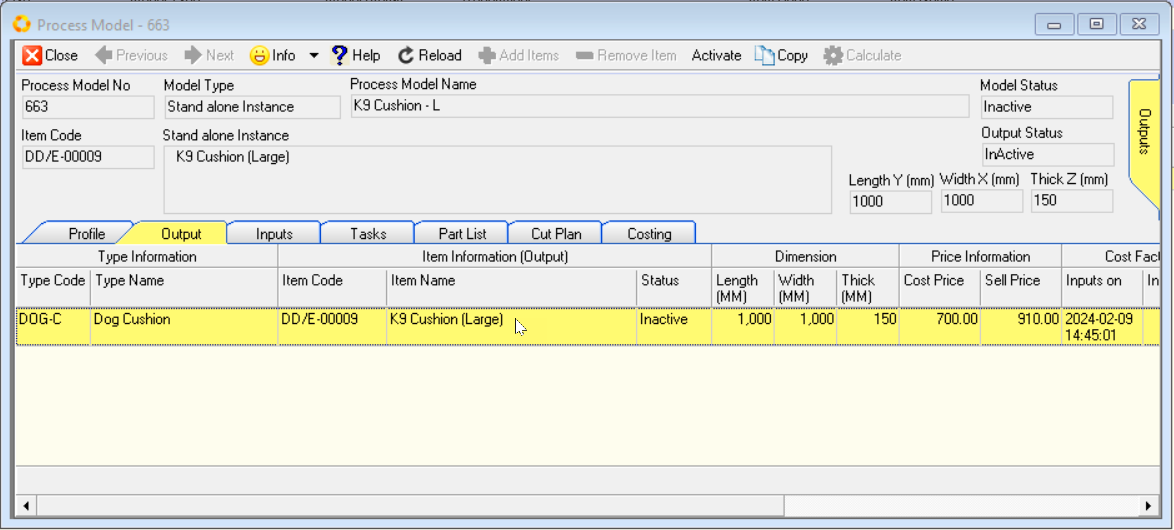 Process Model - 663
Close Previous Next Info Help Reload Add Items Remove Item Activate Copy Calculate
Process Model No Model Type Process Model Name Model Status
663 Stand alone Instance K9 Cushion - L Inactive
Item Code Stand alone Instance Output Status
DD/E-00009 K9 Cushion (Large) InActive
Length Y (mm) Width X (mm) Thick Z (mm)
1000 1000 150
Outputs
Profile Output Inputs Tasks Part List Cut Plan Costing
Type Information Item Information (Output) Dimension Price Information Cost Fact
Type Code Type Name Item Code Item Name Status Length Width Thick Cost Price Sell Price Inputs on In
(MM) (MM) (MM)
DOG-C Dog Cushion DD/E-00009 K9 Cushion (Large) Inactive 1,000 1,000 150 700.00 910.00 2024-02-09
14:45:01